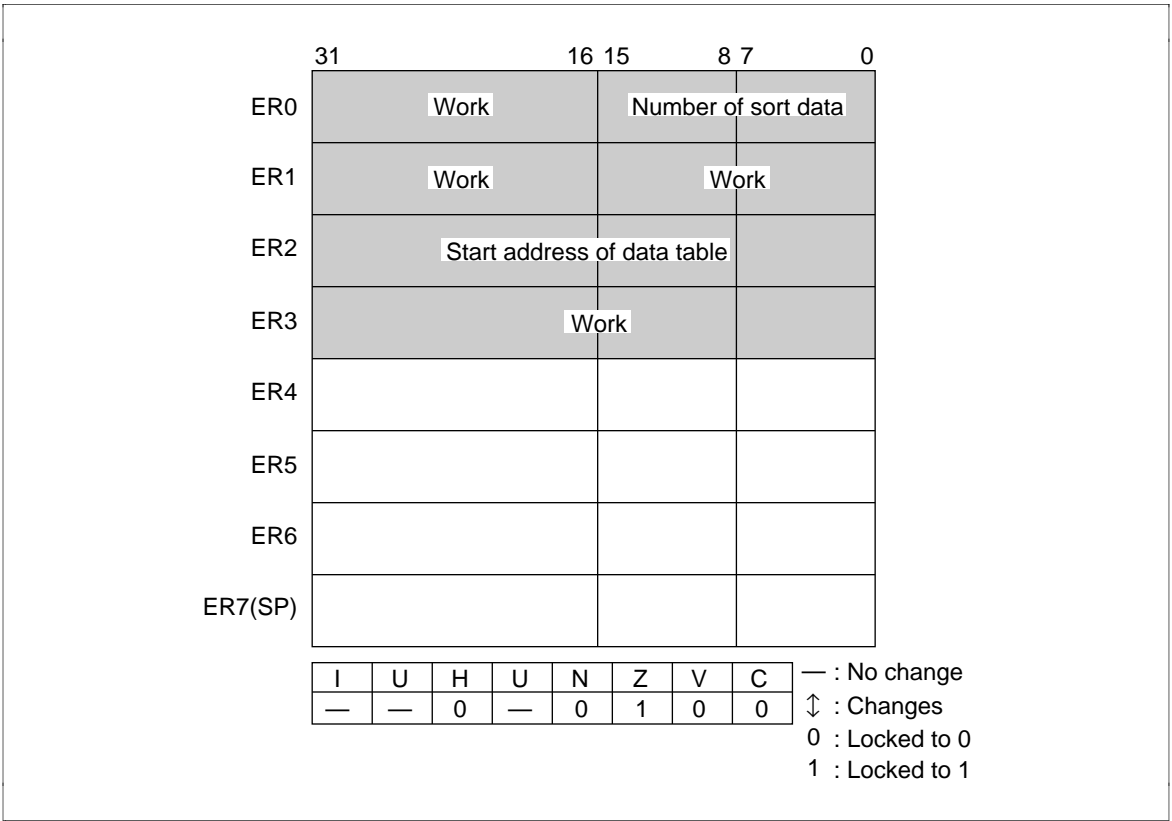 31 16 15 8 7 0
ER0 Work Number of sort data
ER1 Work Work
ER2 Start address of data table
ER3 Work
ER4
ER5
ER6
ER7(SP)
I U H U N Z V C
— — 0 — 0 1 0 0
— : No change
↕ : Changes
0 : Locked to 0
1 : Locked to 1